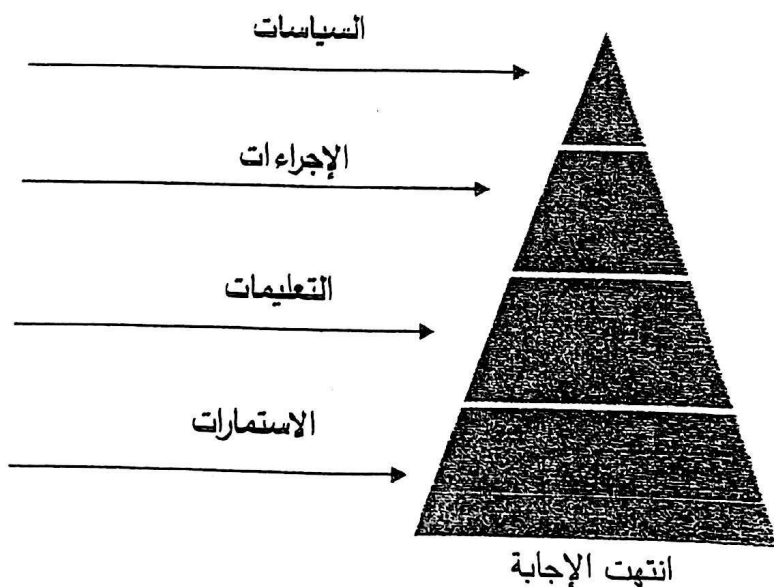 السياسات
الإجراءات
التعليمات
الاستمارات
انتهت الإجابة